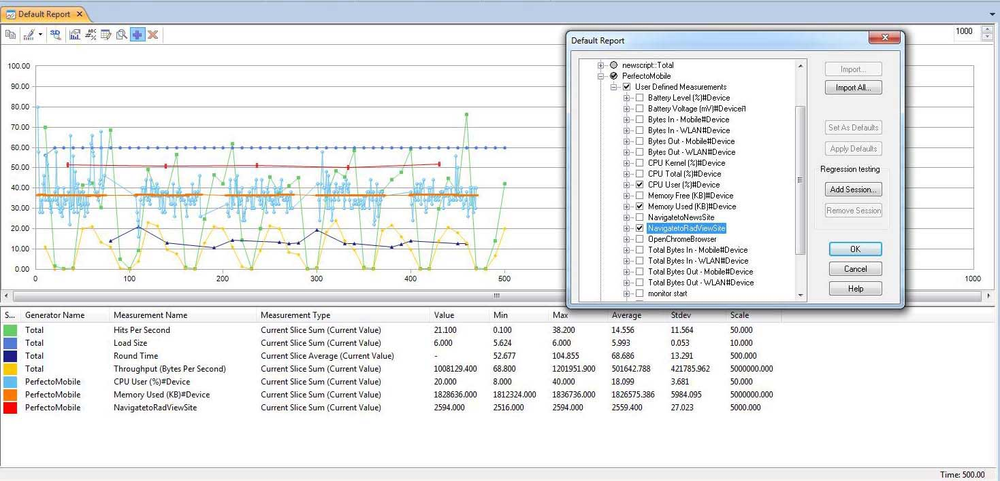 Default Report
3D
ABC
#%
1000
Default Report
100.00
90.00
80.00
70.00
60.00
50.00
40.00
30.00
20.00
10.00
0.00
0 100 200 300 400 500 1000
newscript::Total
PerfectoMobile
User Defined Measurements
Battery Level (%)#Device
Battery Voltage (mV)#Device
Bytes In - Mobile#Device
Bytes In - WLAN#Device
Bytes Out - Mobile#Device
Bytes Out - WLAN#Device
CPU Kernel (%)#Device
CPU Total (%)#Device
CPU User (%)#Device
Memory Free (KB)#Device
Memory Used (KB)#Device
NavigatetoNewsSite
NavigatetoRadViewSite
OpenChromeBrowser
Total Bytes In - Mobile#Device
Total Bytes In - WLAN#Device
Total Bytes Out - Mobile#Device
Total Bytes Out - WLAN#Device
monitor start
Import...
Import All...
Set As Defaults
Apply Defaults
Regression testing
Add Session...
Remove Session
OK
Cancel
Help
S... Generator Name Measurement Name Measurement Type Value Min Max Average Stdev Scale
Total Hits Per Second Current Slice Sum (Current Value) 21.100 0.100 38.200 14.556 11.564 50.000
Total Load Size Current Slice Sum (Current Value) 6.000 5.624 6.000 5.993 0.053 10.000
Total Round Time Current Slice Average (Current Value) - 52.677 104.855 68.686 13.291 500.000
Total Throughput (Bytes Per Second) Current Slice Sum (Current Value) 1008129.400 68.800 1201951.900 501642.788 421785.962 5000000.000
PerfectoMobile CPU User (%)#Device Current Slice Sum (Current Value) 20.000 8.000 40.000 18.099 3.681 50.000
PerfectoMobile Memory Used (KB)#Device Current Slice Sum (Current Value) 1828636.000 1812324.000 1836736.000 1826575.386 5984.095 5000000.000
PerfectoMobile NavigatetoRadViewSite Current Slice Sum (Current Value) 2594.000 2516.000 2594.000 2559.400 27.023 5000.000
Time: 500.00